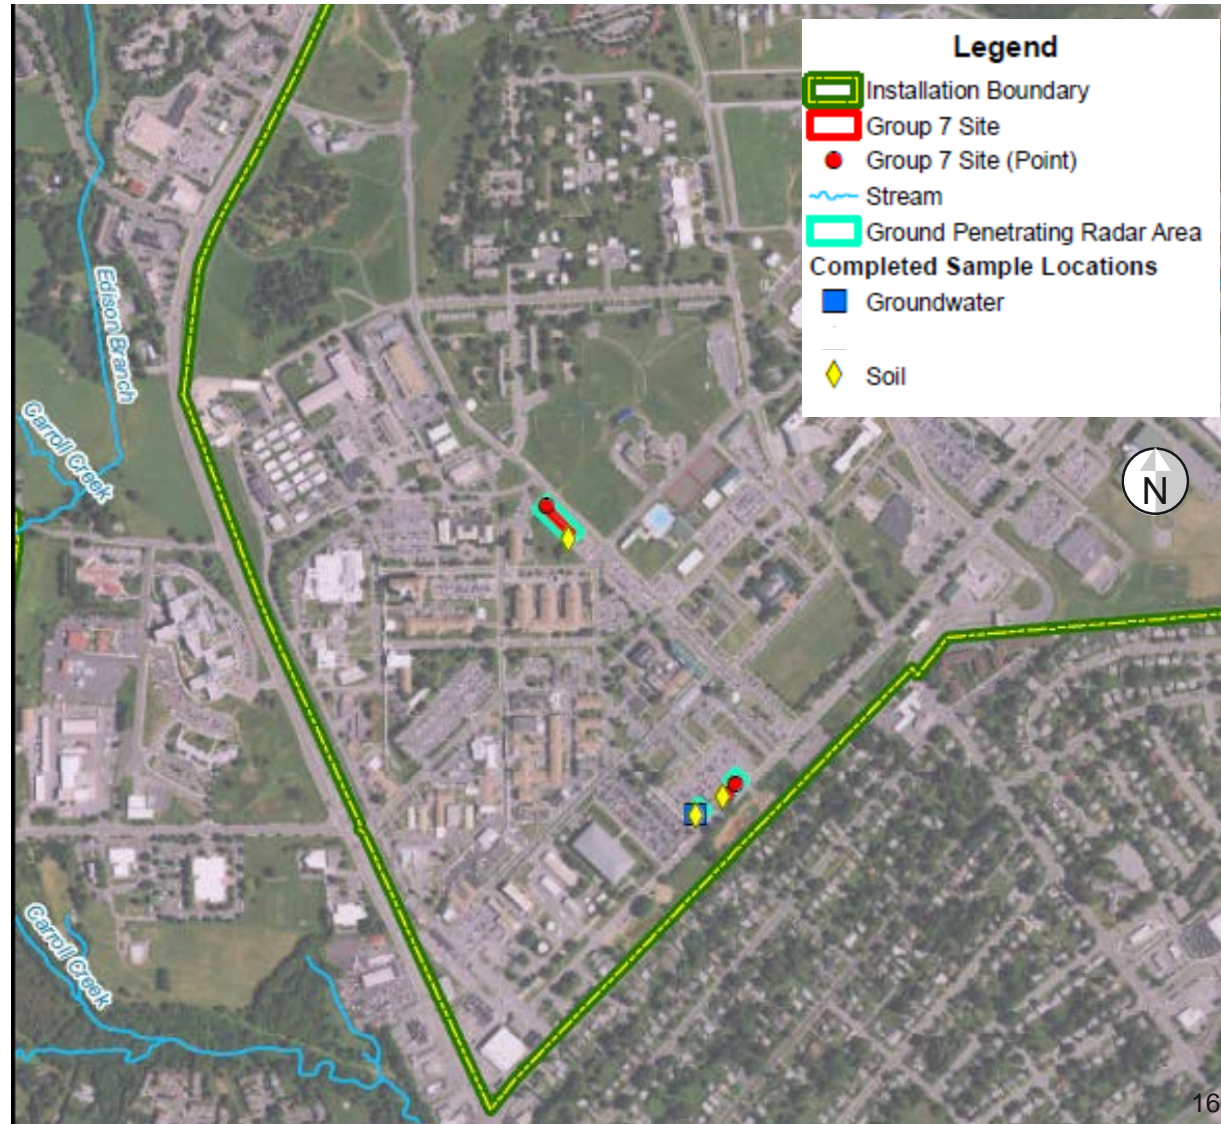 Legend
Installation Boundary
Group 7 Site
Group 7 Site (Point)
Stream
Ground Penetrating Radar Area
Completed Sample Locations
Groundwater
Soil
Edison Branch
Carroll Creek
N
Carroll Creek
16